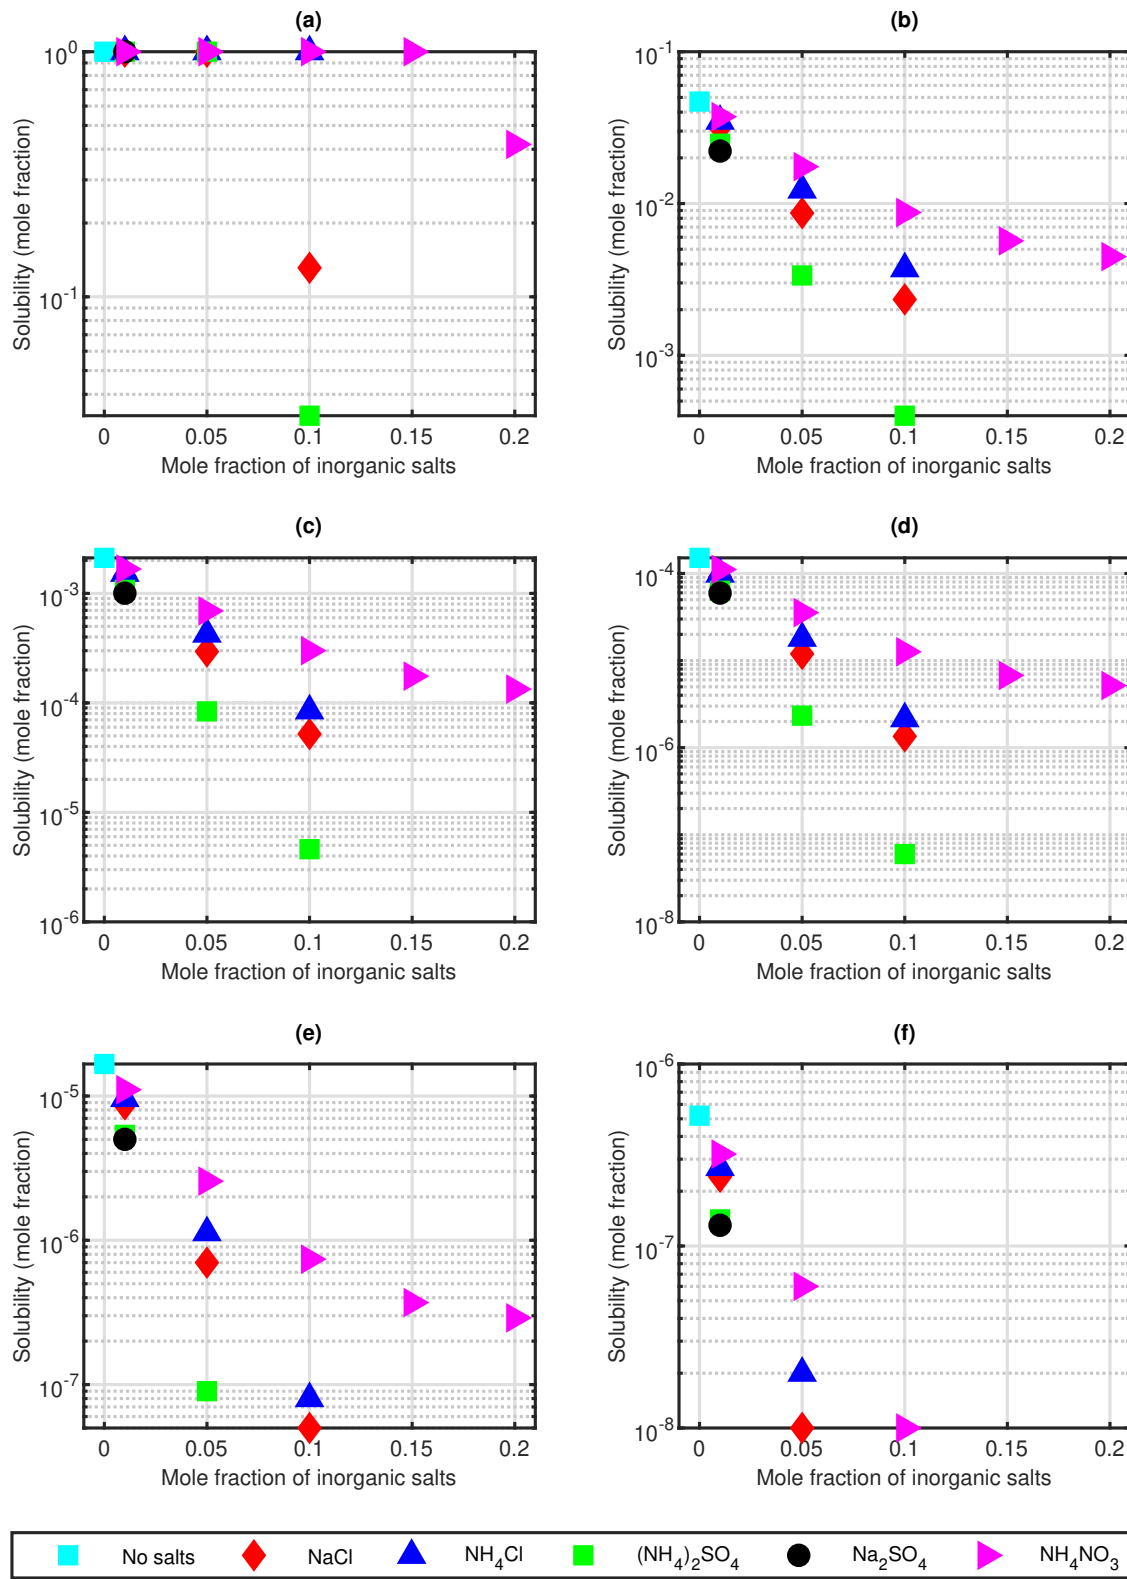 (a)
10^0
10^-1
Solubility (mole fraction)
0 0.05 0.1 0.15 0.2
Mole fraction of inorganic salts
(b)
10^-1
10^-2
10^-3
Solubility (mole fraction)
0 0.05 0.1 0.15 0.2
Mole fraction of inorganic salts
(c)
10^-3
10^-4
10^-5
10^-6
Solubility (mole fraction)
0 0.05 0.1 0.15 0.2
Mole fraction of inorganic salts
(d)
10^-4
10^-6
10^-8
Solubility (mole fraction)
0 0.05 0.1 0.15 0.2
Mole fraction of inorganic salts
(e)
10^-5
10^-6
10^-7
Solubility (mole fraction)
0 0.05 0.1 0.15 0.2
Mole fraction of inorganic salts
(f)
10^-6
10^-7
10^-8
Solubility (mole fraction)
0 0.05 0.1 0.15 0.2
Mole fraction of inorganic salts
No salts NaCl NH₄Cl (NH₄)₂SO₄ Na₂SO₄ NH₄NO₃